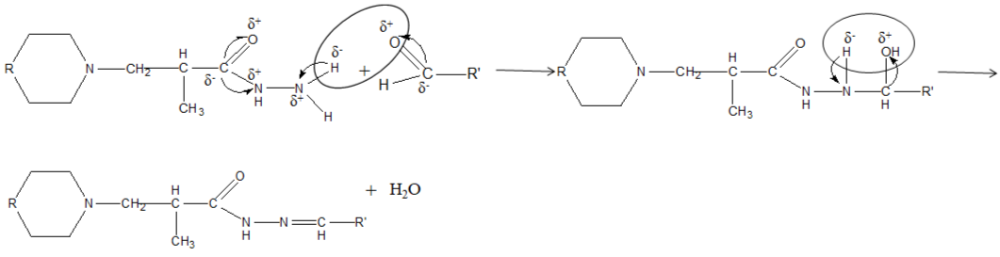 R N CH₂ H C CH₃ C O δ⁺ δ⁻ N H δ⁺ N δ⁺ H δ⁻ H + O δ⁺ C δ⁻ H R'
R N CH₂ H C CH₃ C O N H N H δ⁻ OH δ⁺ C H R'
R N CH₂ H C CH₃ C O N H N C H R' + H₂O